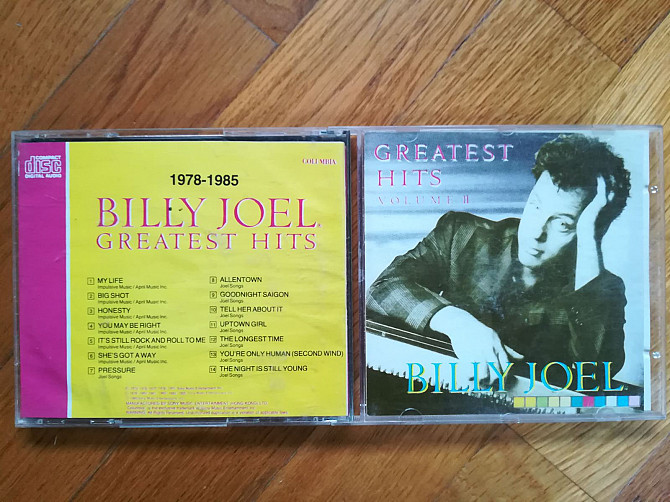 COMPACT
disc
DIGITAL AUDIO
COLUMBIA
1978-1985
BILLY JOEL
GREATEST HITS
1 MY LIFE
Impulsive Music / April Music Inc.
2 BIG SHOT
Impulsive Music / April Music Inc.
3 HONESTY
Impulsive Music / April Music Inc.
4 YOU MAY BE RIGHT
Impulsive Music / April Music Inc.
5 IT'S STILL ROCK AND ROLL TO ME
Impulsive Music / April Music Inc.
6 SHE'S GOT A WAY
Impulsive Music / April Music Inc.
7 PRESSURE
Joel Songs
8 ALLENTOWN
Joel Songs
9 GOODNIGHT SAIGON
Joel Songs
10 TELL HER ABOUT IT
Joel Songs
11 UPTOWN GIRL
Joel Songs
12 THE LONGEST TIME
Joel Songs
13 YOU'RE ONLY HUMAN (SECOND WIND)
Joel Songs
14 THE NIGHT IS STILL YOUNG
Joel Songs
GREATEST
HITS
VOLUME II
BILLY JOEL